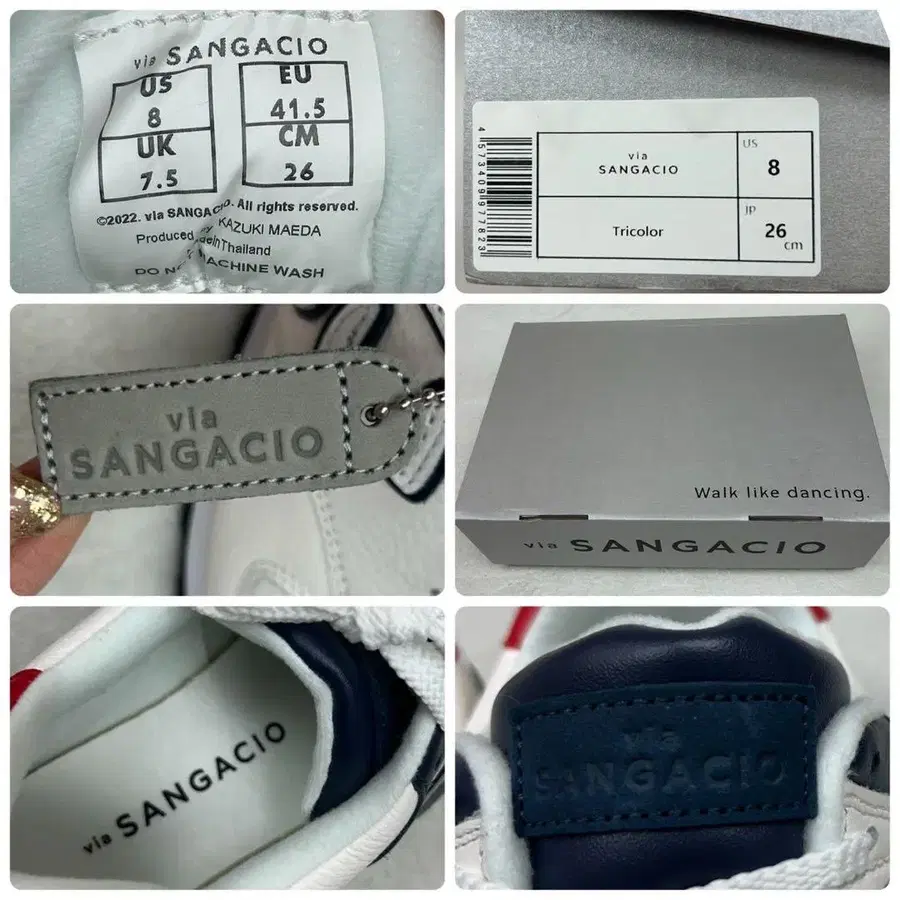 via SANGACIO
US
8
UK
7.5
EU
41.5
CM
26
©2022. via SANGACIO. All rights reserved.
Produced by KAZUKI MAEDA
Thailand
DO NOT MACHINE WASH
4573409977823
via
SANGACIO
US
8
Tricolor
JP
26
cm
via
SANGACIO
Walk like dancing.
via SANGACIO
via SANGACIO
via
SANGACIO